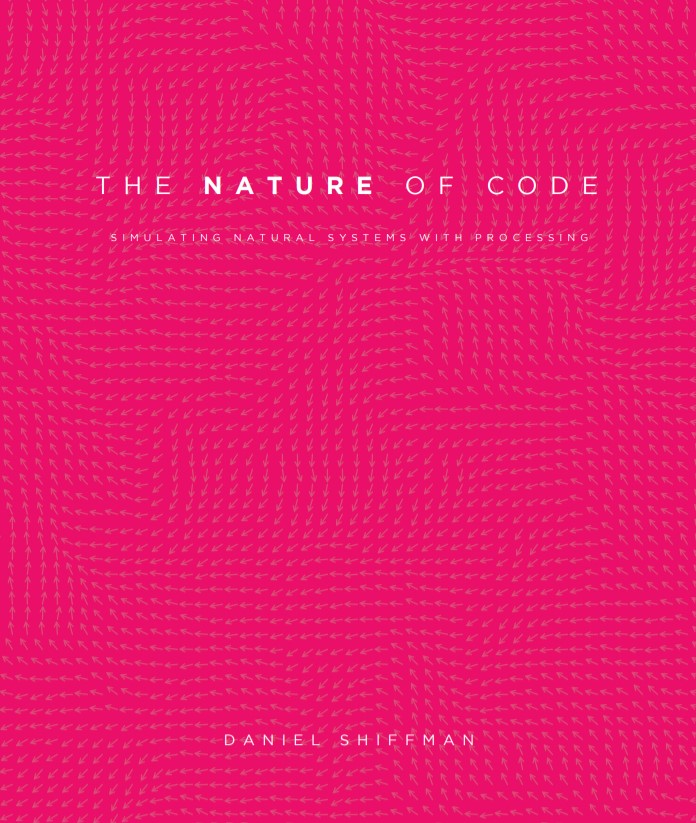 THE NATURE OF CODE
SIMULATING NATURAL SYSTEMS WITH PROCESSING
DANIEL SHIFFMAN